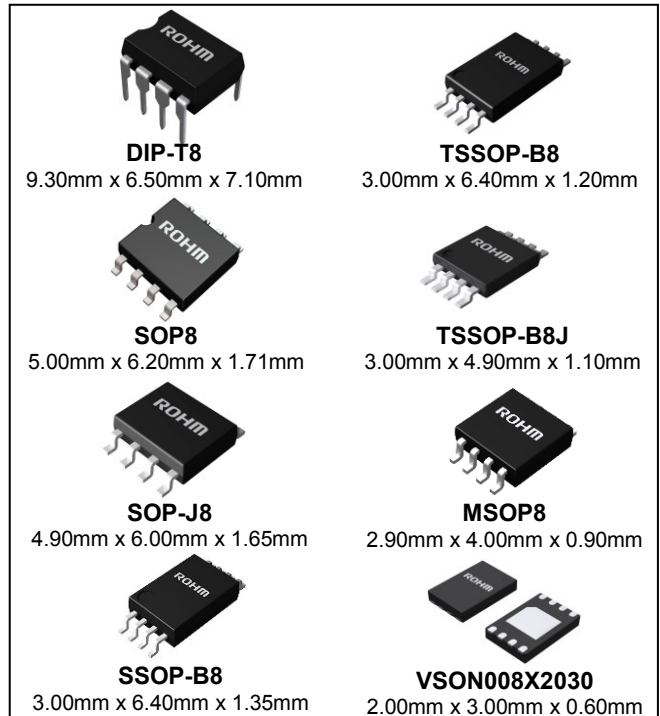 ROHM
DIP-T8
9.30mm x 6.50mm x 7.10mm
ROHM
TSSOP-B8
3.00mm x 6.40mm x 1.20mm
ROHM
SOP8
5.00mm x 6.20mm x 1.71mm
ROHM
TSSOP-B8J
3.00mm x 4.90mm x 1.10mm
ROHM
SOP-J8
4.90mm x 6.00mm x 1.65mm
ROHM
MSOP8
2.90mm x 4.00mm x 0.90mm
ROHM
SSOP-B8
3.00mm x 6.40mm x 1.35mm
ROHM
VSON008X2030
2.00mm x 3.00mm x 0.60mm